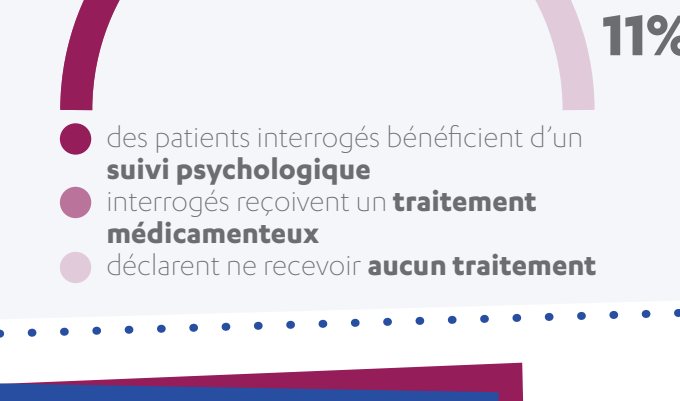 11%
des patients interrogés bénéficient d’un
suivi psychologique
interrogés reçoivent un traitement
médicamenteux
déclarent ne recevoir aucun traitement